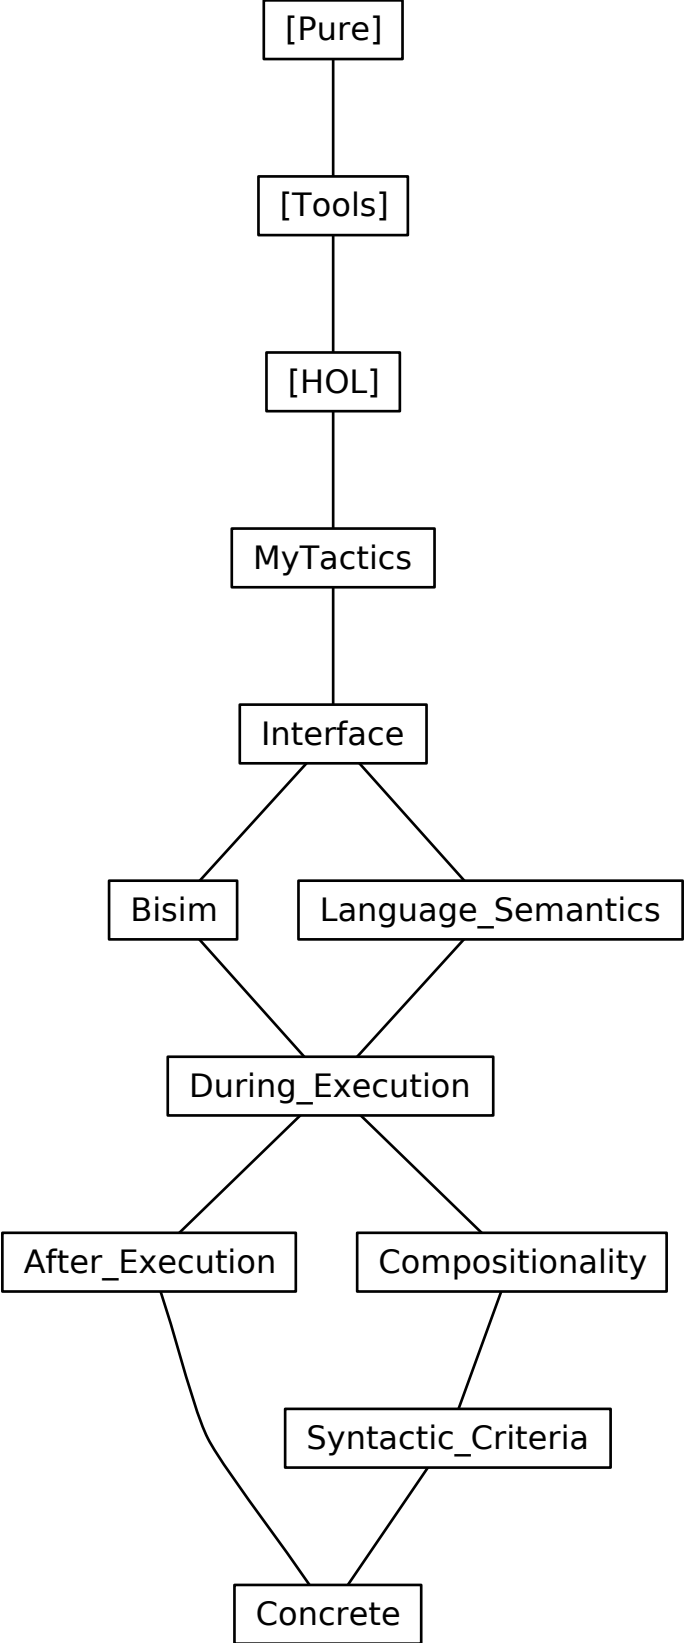 [Pure]
[Tools]
[HOL]
MyTactics
Interface
Bisim
Language_Semantics
During_Execution
After_Execution
Compositionality
Syntactic_Criteria
Concrete